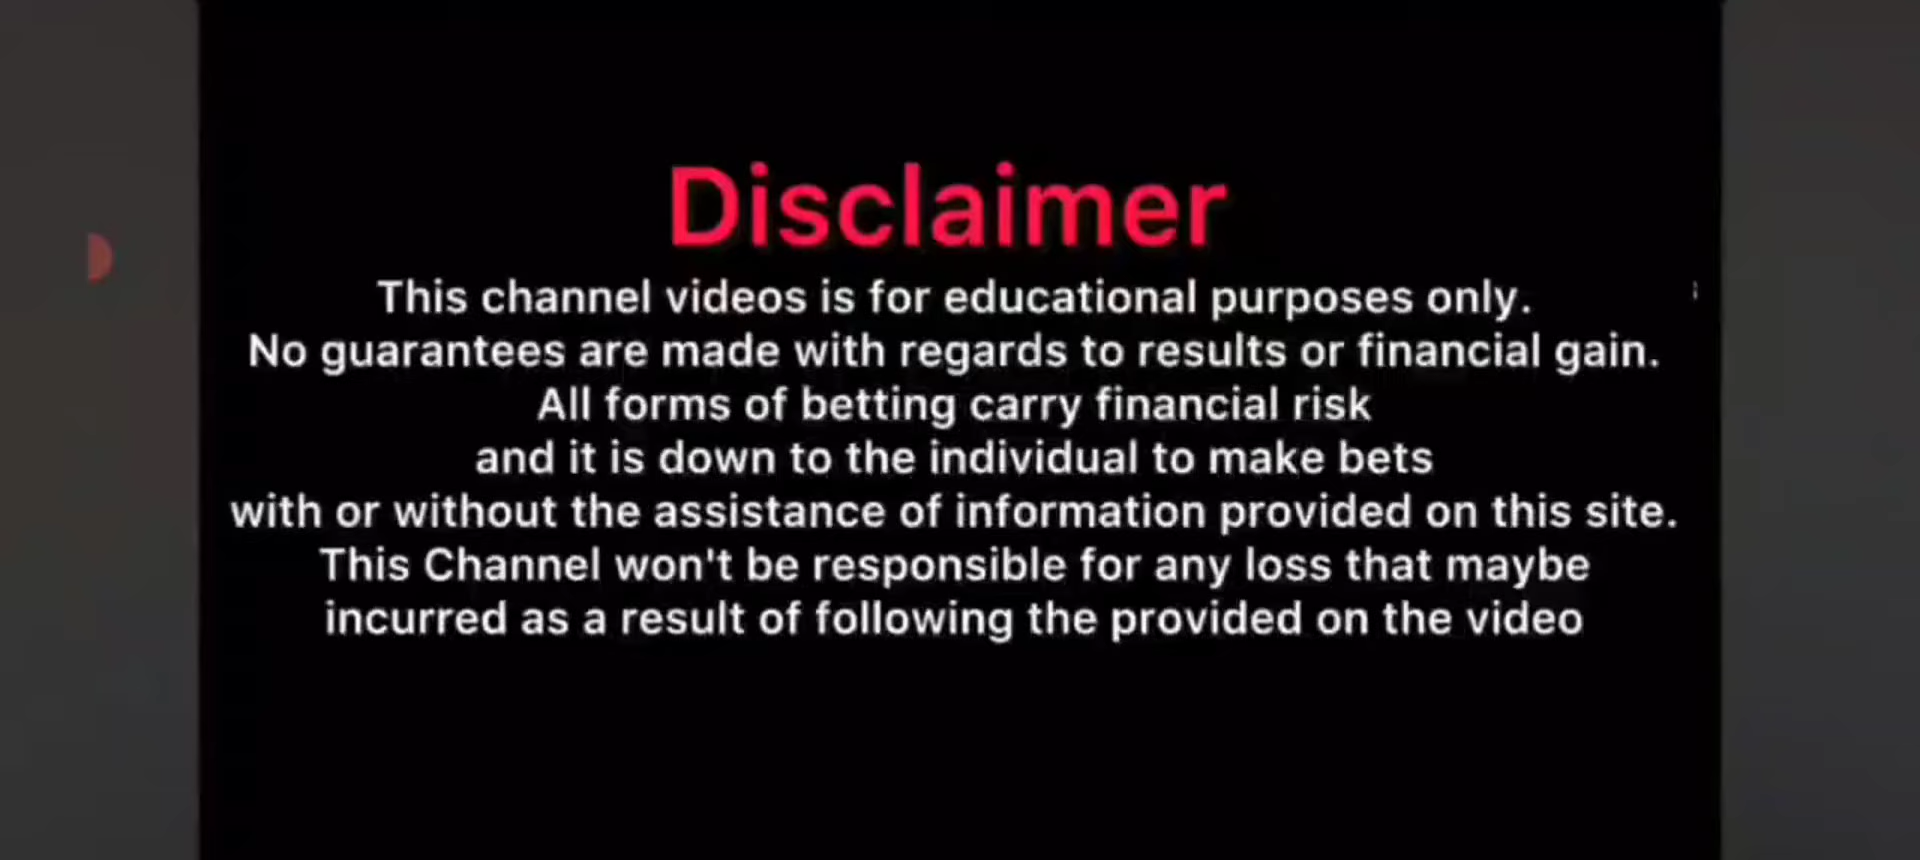 Disclaimer
This channel videos is for educational purposes only.
No guarantees are made with regards to results or financial gain.
All forms of betting carry financial risk
and it is down to the individual to make bets
with or without the assistance of information provided on this site.
This Channel won't be responsible for any loss that maybe
incurred as a result of following the provided on the video